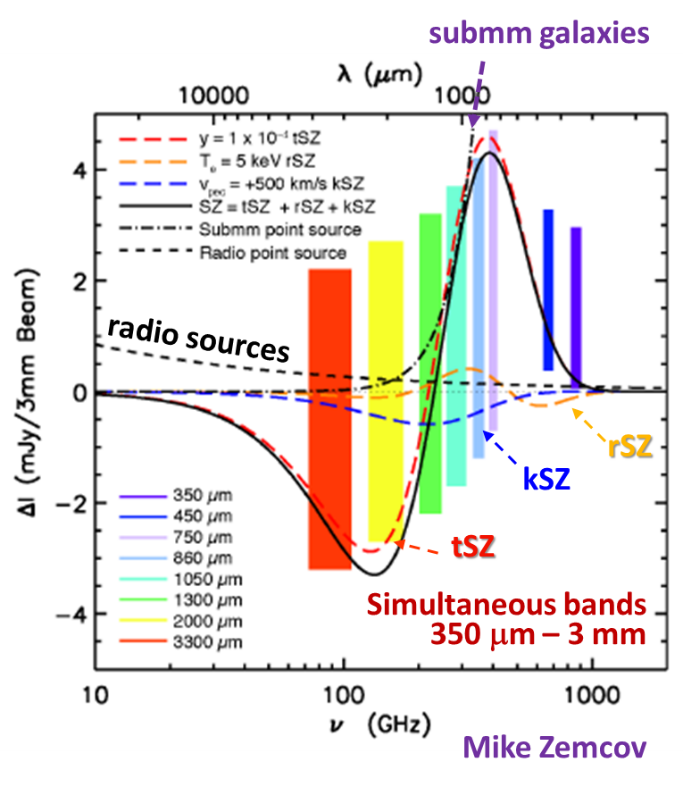 submm galaxies
λ (μm)
10000 1000
y = 1 x 10⁻⁴ tSZ
Tₑ = 5 keV rSZ
vpec = +500 km/s kSZ
SZ = tSZ + rSZ + kSZ
Submm point source
Radio point source
4
2
0
−2
−4
ΔI (mJy/3mm Beam)
radio sources
rSZ
kSZ
tSZ
350 μm
450 μm
750 μm
860 μm
1050 μm
1300 μm
2000 μm
3300 μm
Simultaneous bands
350 μm – 3 mm
10 100 1000
ν (GHz)
Mike Zemcov